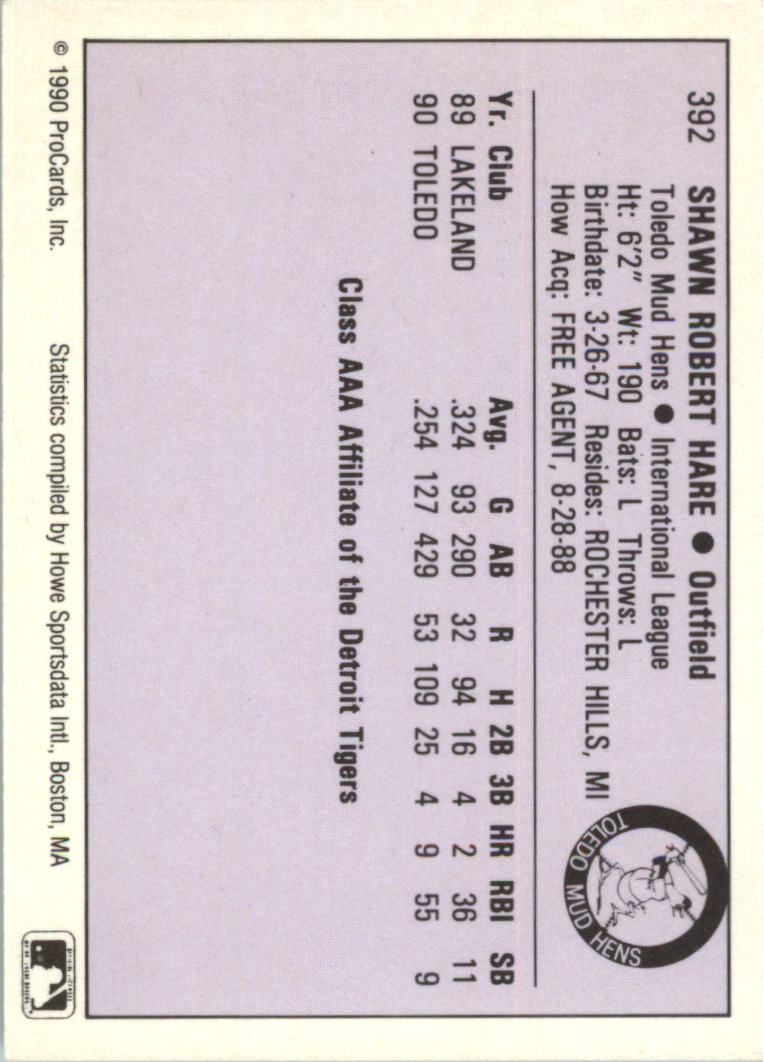 392 SHAWN ROBERT HARE ● Outfield
Toledo Mud Hens ● International League
Ht: 6'2" Wt: 190 Bats: L Throws: L
Birthdate: 3-26-67 Resides: ROCHESTER HILLS, MI
How Acq: FREE AGENT, 8-28-88
TOLEDO MUD HENS
Yr. Club Avg. G AB R H 2B 3B HR RBI SB
89 LAKELAND .324 93 290 32 94 16 4 2 36 11
90 TOLEDO .254 127 429 53 109 25 4 9 55 9
Class AAA Affiliate of the Detroit Tigers
© 1990 ProCards, Inc. Statistics compiled by Howe Sportsdata Intl., Boston, MA